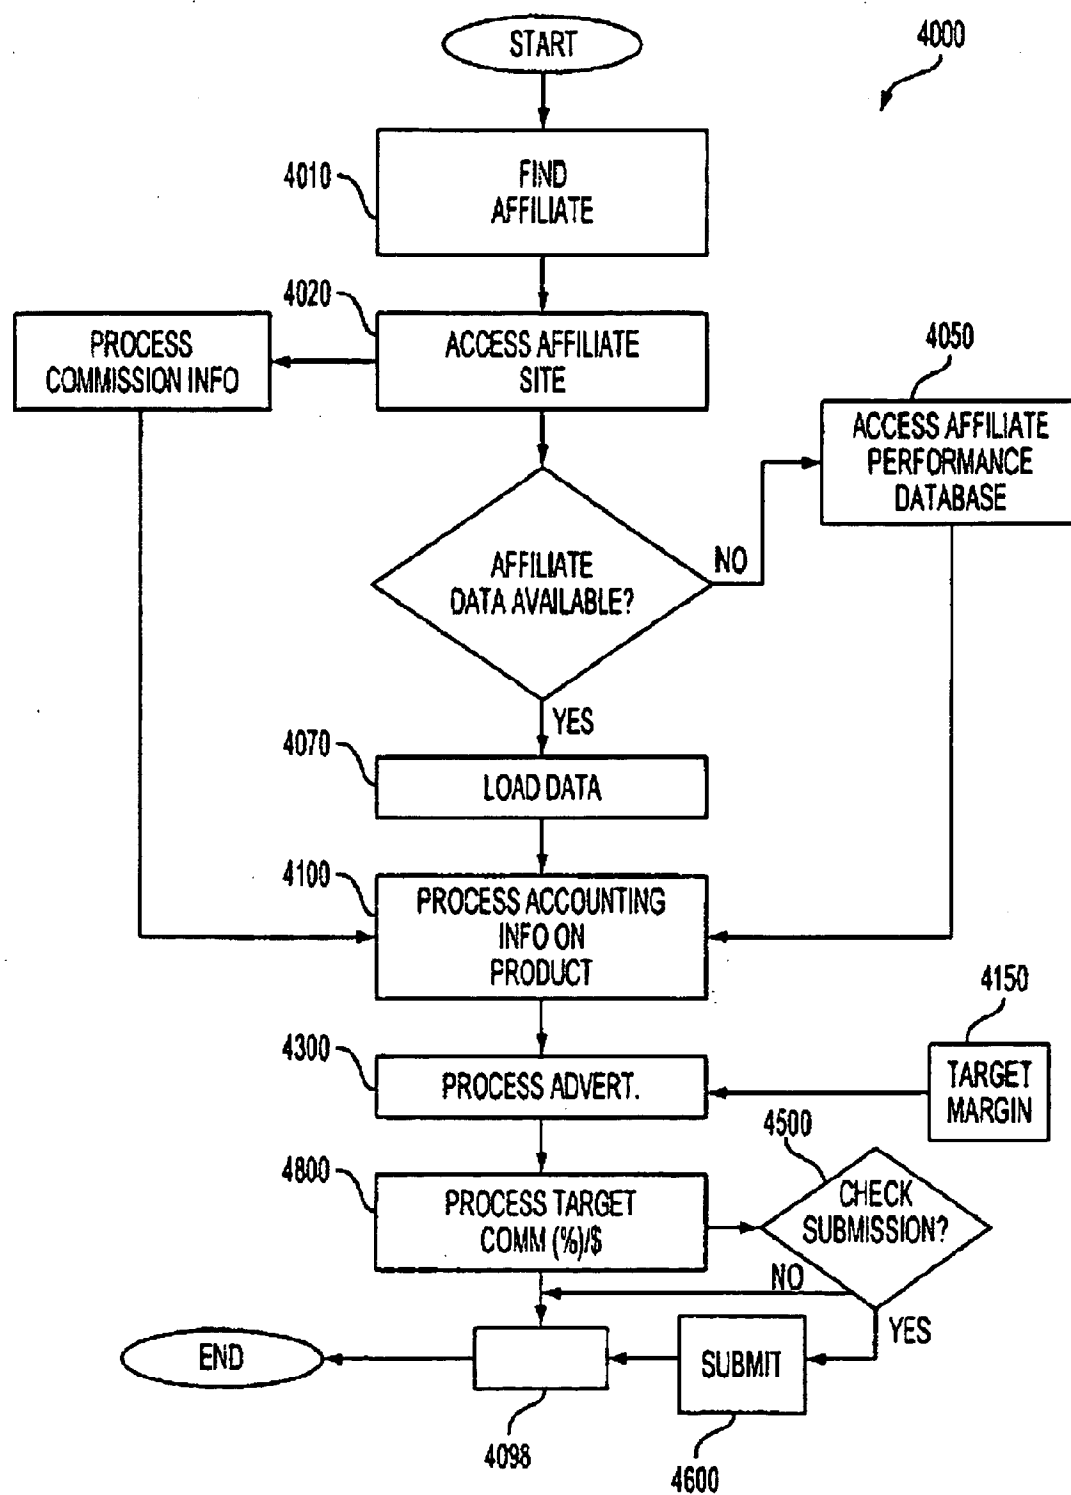 START
4000
4010
FIND
AFFILIATE
4020
PROCESS
COMMISSION INFO
ACCESS AFFILIATE
SITE
4050
ACCESS AFFILIATE
PERFORMANCE
DATABASE
AFFILIATE
DATA AVAILABLE?
NO
YES
4070
LOAD DATA
4100
PROCESS ACCOUNTING
INFO ON
PRODUCT
4150
4300
PROCESS ADVERT.
TARGET
MARGIN
4500
4800
PROCESS TARGET
COMM (%)/$
CHECK
SUBMISSION?
NO
YES
END
SUBMIT
4098
4600